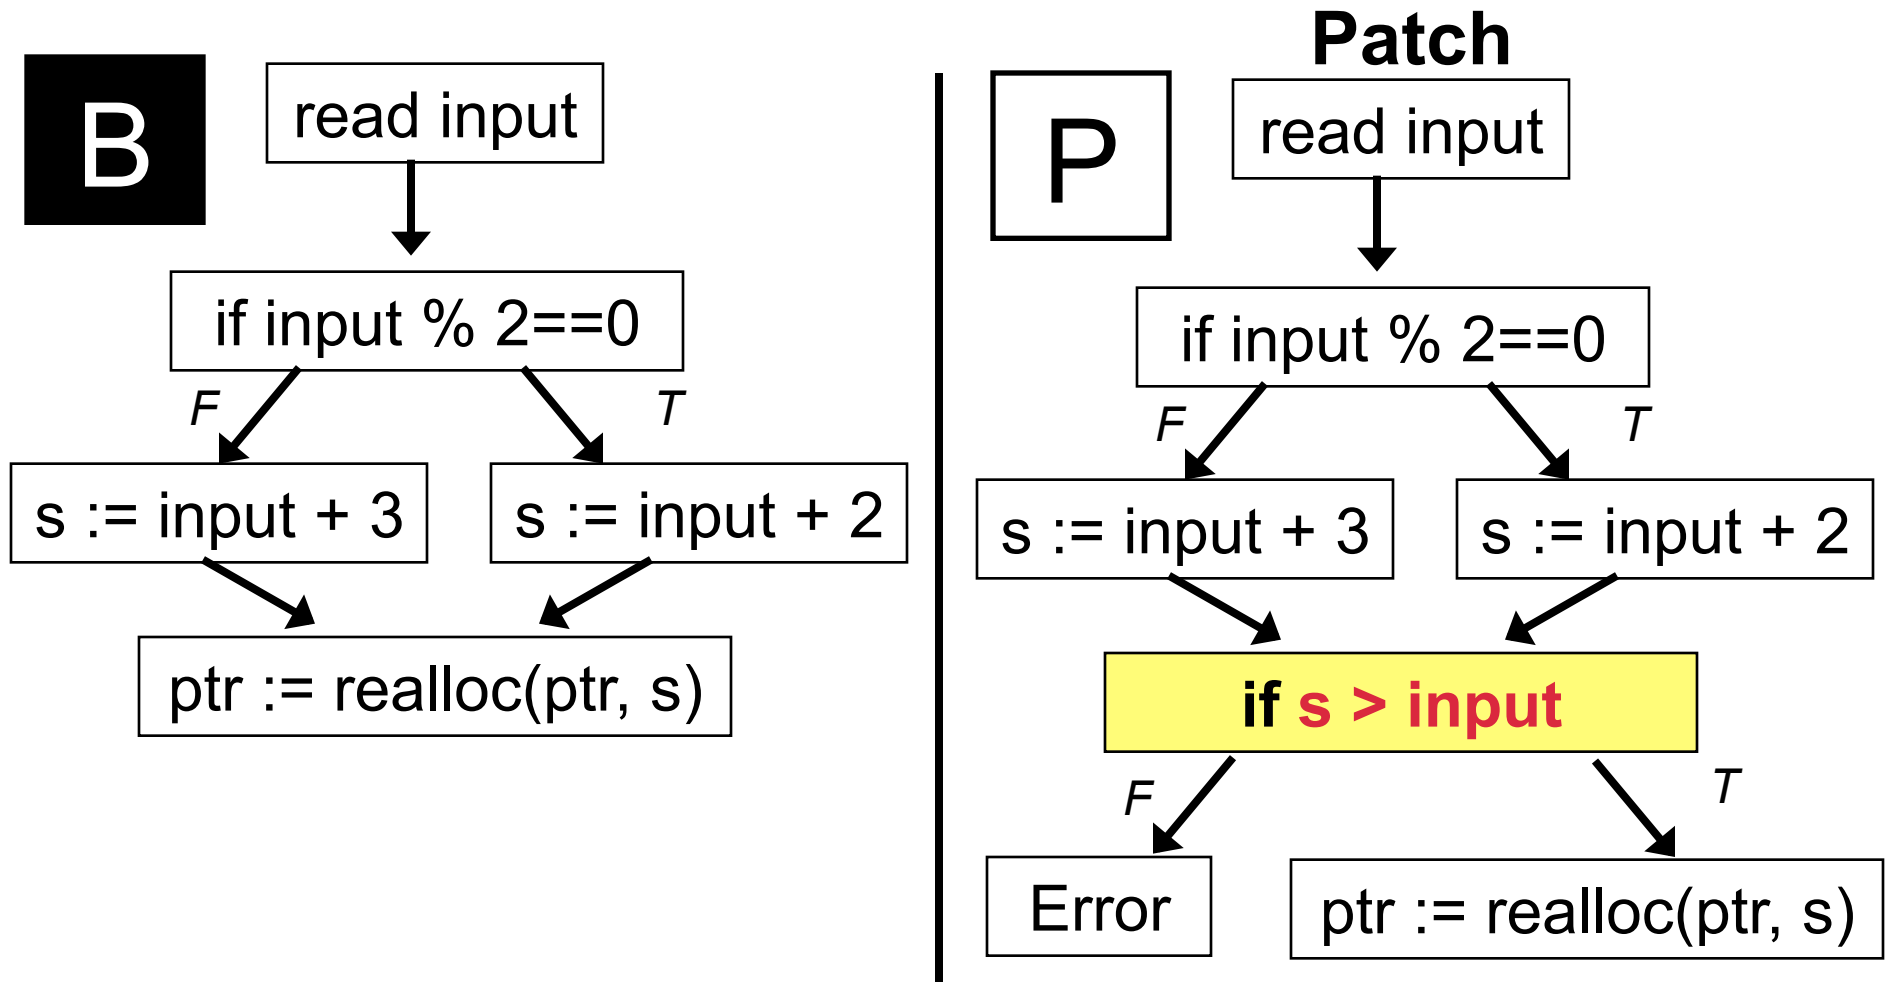 B
read input
if input % 2==0
F
T
s := input + 3
s := input + 2
ptr := realloc(ptr, s)
Patch
P
read input
if input % 2==0
F
T
s := input + 3
s := input + 2
if s > input
F
T
Error
ptr := realloc(ptr, s)